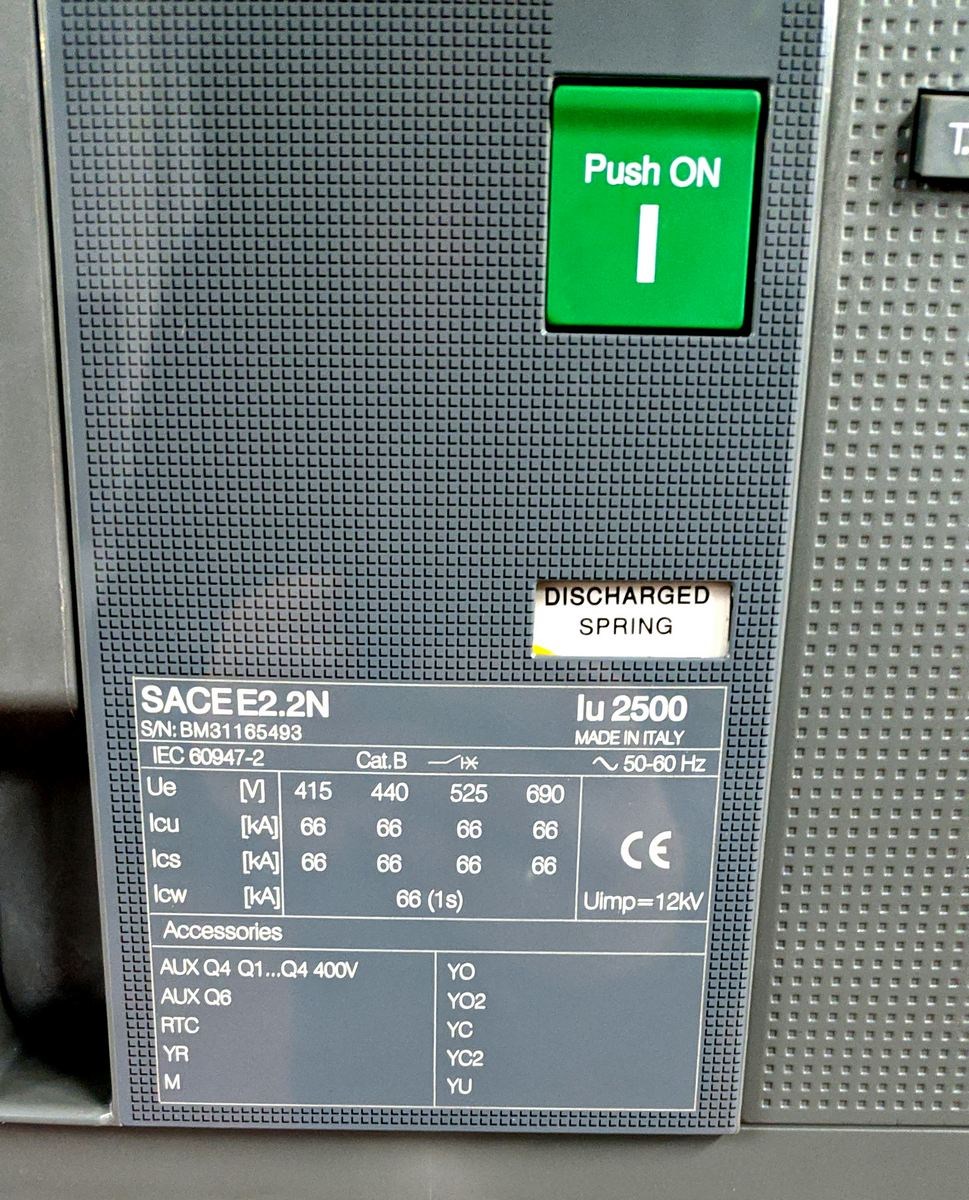 Push ON
I
T.
DISCHARGED
SPRING
SACE E2.2N Iu 2500
S/N: BM31165493 MADE IN ITALY
IEC 60947-2 Cat.B ~ 50-60 Hz
Ue [V] 415 440 525 690
Icu [kA] 66 66 66 66
Ics [kA] 66 66 66 66
CE
Icw [kA] 66 (1s) Uimp=12kV
Accessories
AUX Q4 Q1...Q4 400V YO
AUX Q6 YO2
RTC YC
YR YC2
M YU